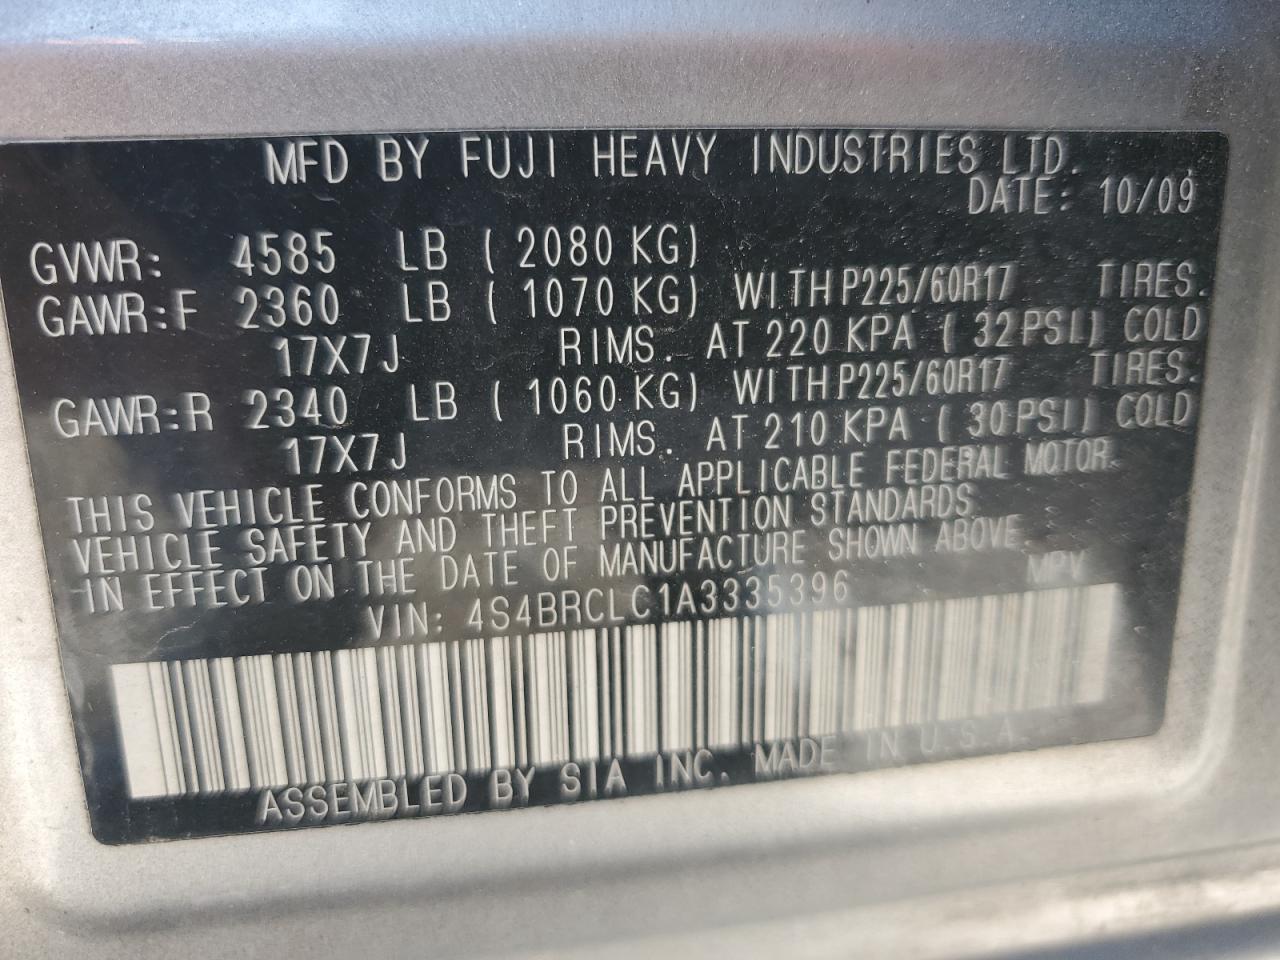 MFD BY FUJI HEAVY INDUSTRIES LTD.
DATE: 10/09
GVWR: 4585 LB ( 2080 KG)
GAWR:F 2360 LB ( 1070 KG) WITH P225/60R17 TIRES.
17X7J RIMS. AT 220 KPA ( 32 PSI) COLD
GAWR:R 2340 LB ( 1060 KG) WITH P225/60R17 TIRES.
17X7J RIMS. AT 210 KPA ( 30 PSI) COLD
THIS VEHICLE CONFORMS TO ALL APPLICABLE FEDERAL MOTOR
VEHICLE SAFETY AND THEFT PREVENTION STANDARDS
IN EFFECT ON THE DATE OF MANUFACTURE SHOWN ABOVE.
MPV
VIN: 4S4BRCLC1A3335396
ASSEMBLED BY SIA INC. MADE IN U.S.A.